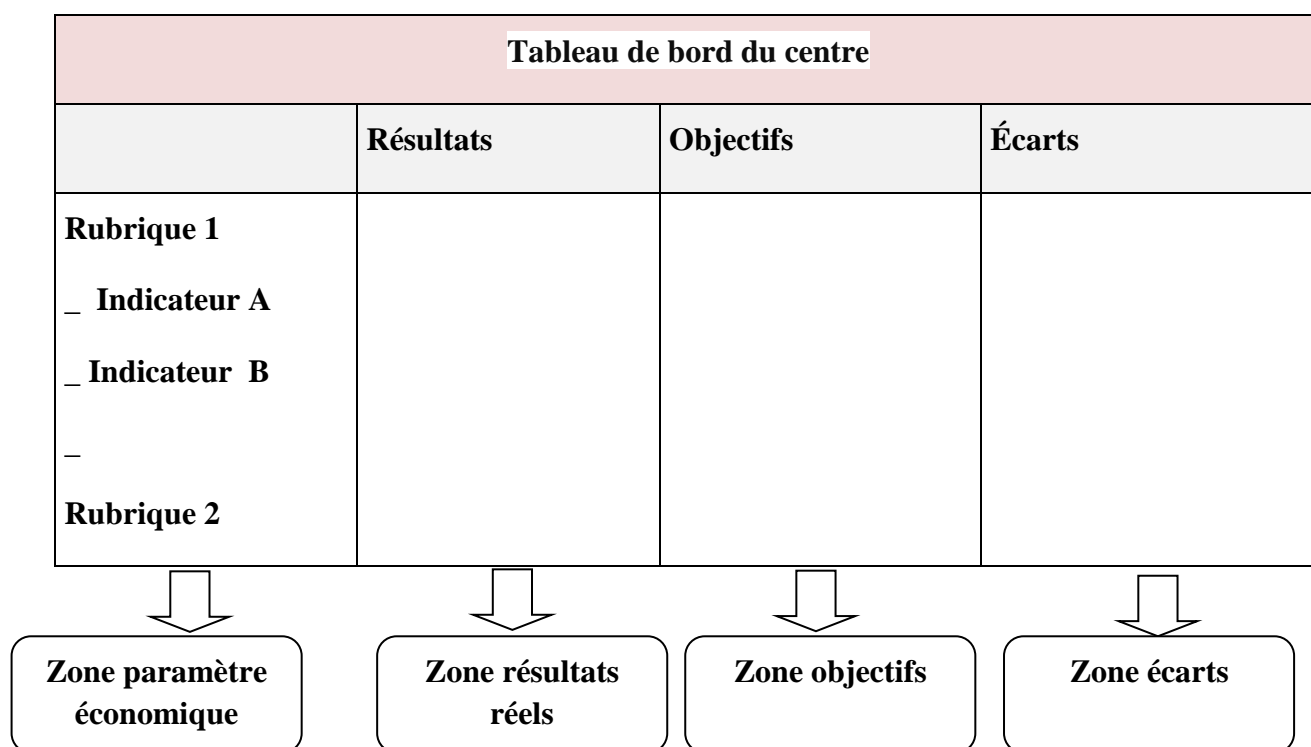 Tableau de bord du centre
Résultats
Objectifs
Écarts
Rubrique 1
_ Indicateur A
_ Indicateur B
_
Rubrique 2
Zone paramètre
économique
Zone résultats
réels
Zone objectifs
Zone écarts